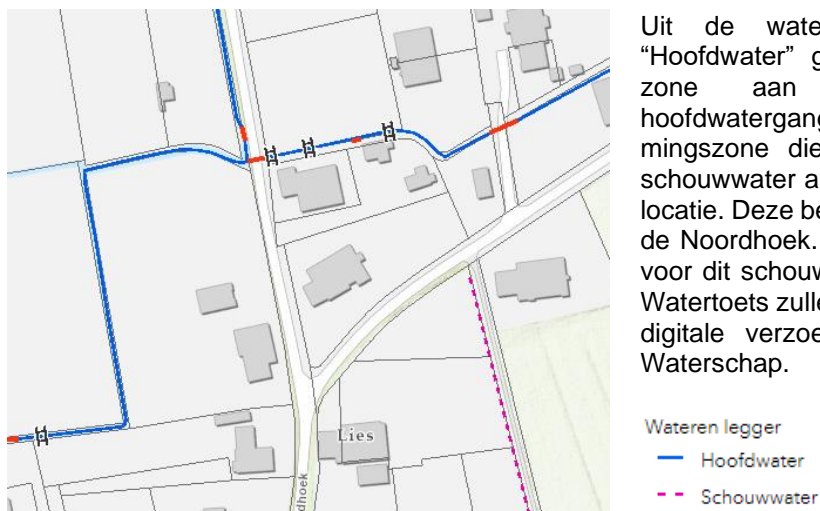 Uit de wate
“Hoofdwater” g
zone aan
hoofdwatergang
mingszone die
schouwwater a
locatie. Deze be
de Noordhoek.
voor dit schouw
Watertoets zulle
digitale verzoe
Waterschap.
Lies
dhoek
Wateren legger
Hoofdwater
Schouwwater